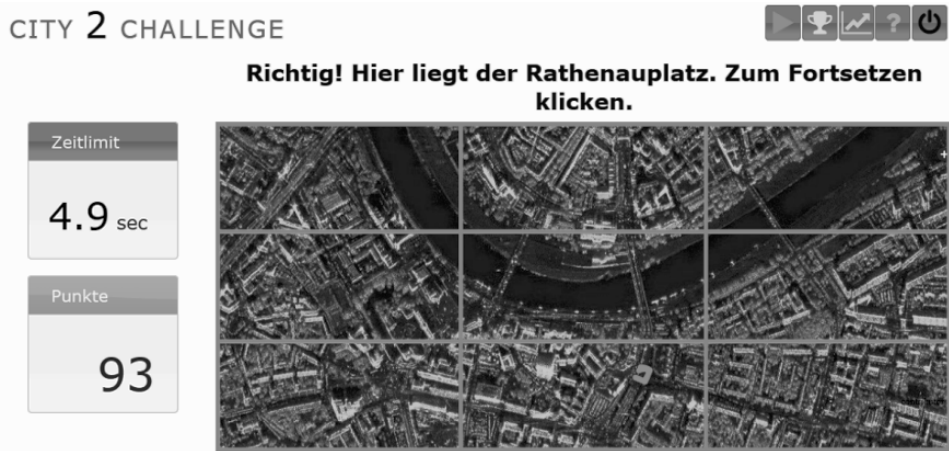 CITY 2 CHALLENGE
?
Richtig! Hier liegt der Rathenauplatz. Zum Fortsetzen
klicken.
Zeitlimit
4.9 sec
Punkte
93